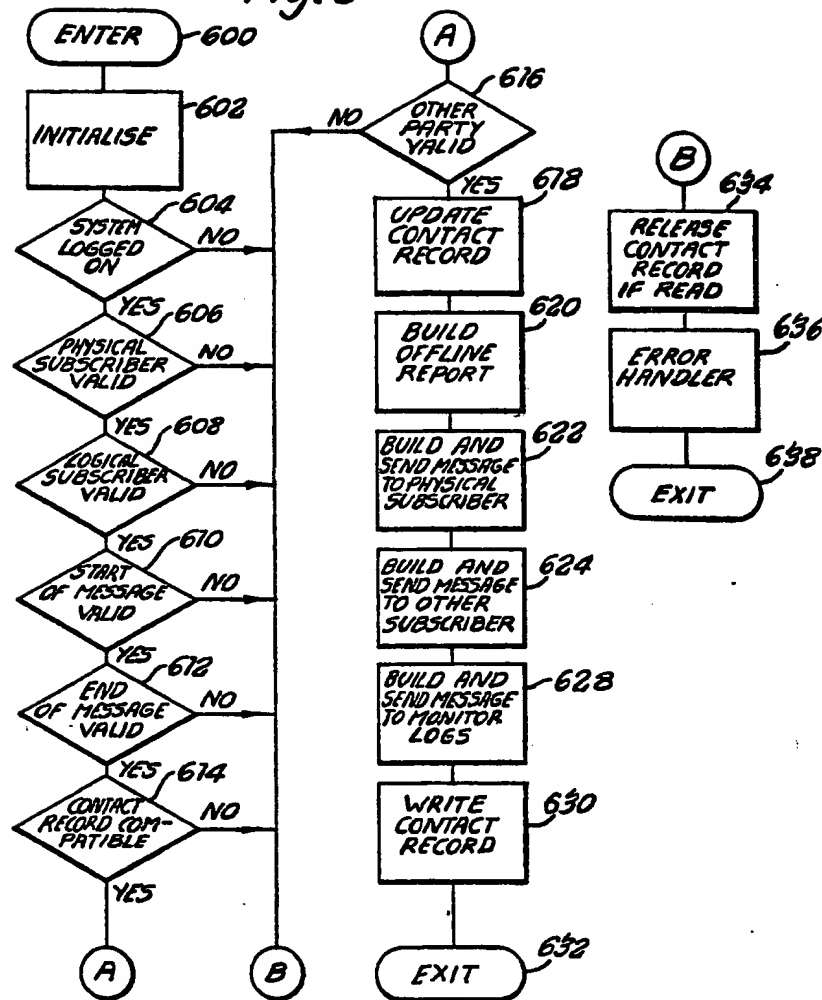 Fig.
ENTER
600
INITIALISE
602
SYSTEM
LOGGED
ON
604
NO
YES
PHYSICAL
SUBSCRIBER
VALID
606
NO
YES
LOGICAL
SUBSCRIBER
VALID
608
NO
YES
START
OF MESSAGE
VALID
610
NO
YES
END
OF MESSAGE
VALID
612
NO
YES
CONTACT
RECORD COM-
PATIBLE
614
NO
YES
A
B
A
OTHER
PARTY
VALID
616
NO
YES
UPDATE
CONTACT
RECORD
618
BUILD
OFFLINE
REPORT
620
BUILD AND
SEND MESSAGE
TO PHYSICAL
SUBSCRIBER
622
BUILD AND
SEND MESSAGE
TO OTHER
SUBSCRIBER
624
BUILD AND
SEND MESSAGE
TO MONITOR
LOGS
628
WRITE
CONTACT
RECORD
630
EXIT
632
B
RELEASE
CONTACT
RECORD
IF READ
634
ERROR
HANDLER
636
EXIT
638